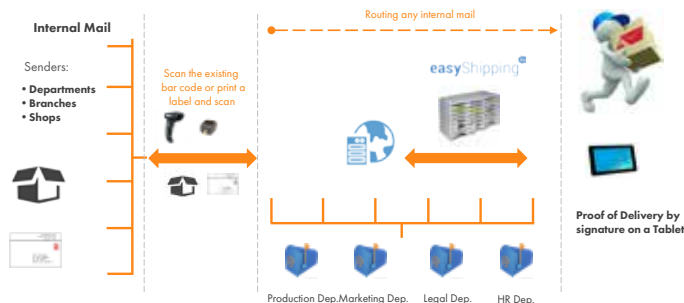 Internal Mail
Senders:
• Departments
• Branches
• Shops
Scan the existing
bar code or print a
label and scan
Routing any internal mail
easyShipping
Proof of Delivery by
signature on a Tablet
Production Dep. Marketing Dep. Legal Dep. HR Dep.